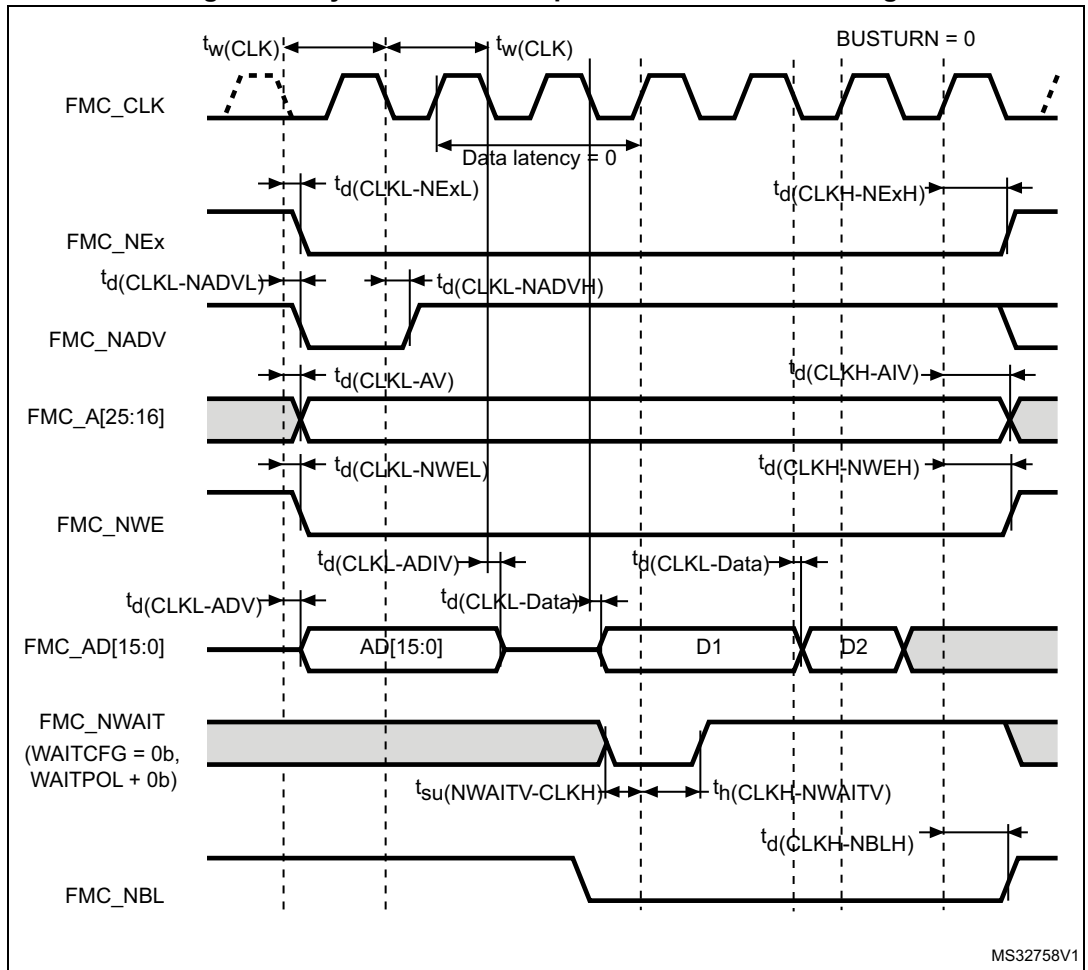 tw(CLK)
tw(CLK)
BUSTURN = 0
FMC_CLK
Data latency = 0
td(CLKL-NExL)
td(CLKH-NExH)
FMC_NEx
td(CLKL-NADVL)
td(CLKL-NADVH)
FMC_NADV
td(CLKL-AV)
td(CLKH-AIV)
FMC_A[25:16]
td(CLKL-NWEL)
td(CLKH-NWEH)
FMC_NWE
td(CLKL-ADIV)
td(CLKL-Data)
td(CLKL-ADV)
td(CLKL-Data)
FMC_AD[15:0]
AD[15:0]
D1
D2
FMC_NWAIT
(WAITCFG = 0b,
WAITPOL + 0b)
tsu(NWAITV-CLKH)
th(CLKH-NWAITV)
td(CLKH-NBLH)
FMC_NBL
MS32758V1